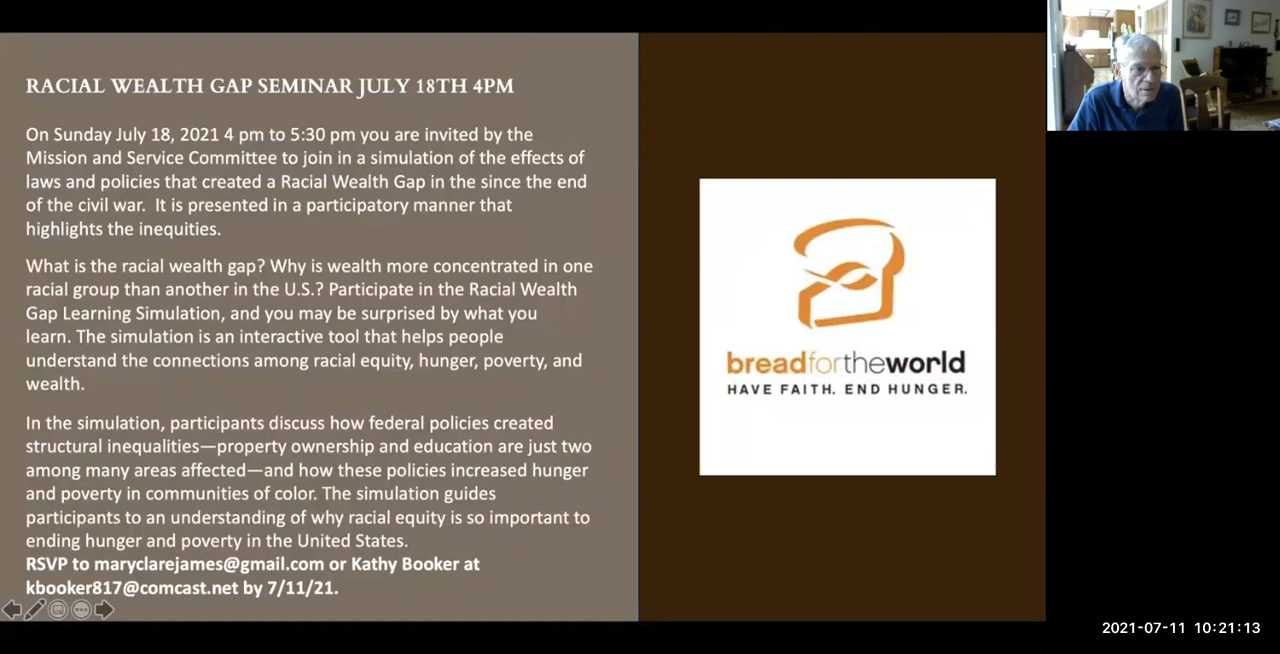 RACIAL WEALTH GAP SEMINAR JULY 18TH 4PM
On Sunday July 18, 2021 4 pm to 5:30 pm you are invited by the
Mission and Service Committee to join in a simulation of the effects of
laws and policies that created a Racial Wealth Gap in the since the end
of the civil war.  It is presented in a participatory manner that
highlights the inequities.
What is the racial wealth gap? Why is wealth more concentrated in one
racial group than another in the U.S.? Participate in the Racial Wealth
Gap Learning Simulation, and you may be surprised by what you
learn. The simulation is an interactive tool that helps people
understand the connections among racial equity, hunger, poverty, and
wealth.
In the simulation, participants discuss how federal policies created
structural inequalities—property ownership and education are just two
among many areas affected—and how these policies increased hunger
and poverty in communities of color. The simulation guides
participants to an understanding of why racial equity is so important to
ending hunger and poverty in the United States.
RSVP to maryclarejames@gmail.com or Kathy Booker at
kbooker817@comcast.net by 7/11/21.
breadfortheworld
HAVE FAITH. END HUNGER.
2021-07-11 10:21:13